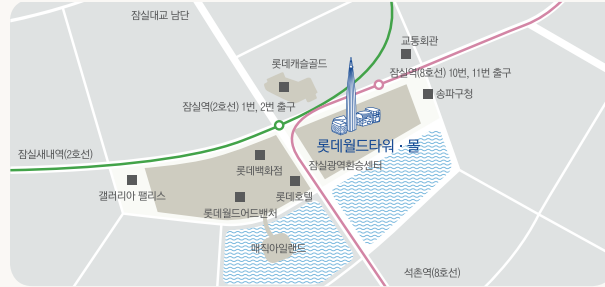 잠실대교 남단
교통회관
롯데캐슬골드
잠실역(8호선) 10번, 11번 출구
송파구청
잠실역(2호선) 1번, 2번 출구
롯데월드타워·몰
잠실새내역(2호선)
잠실광역환승센터
롯데백화점
갤러리아 팰리스
롯데호텔
롯데월드어드밴처
매직아일랜드
석촌역(8호선)